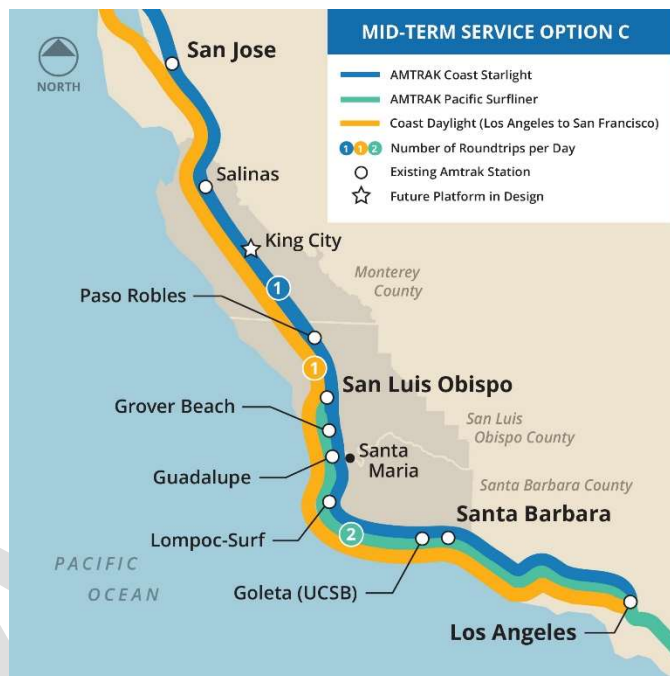 MID-TERM SERVICE OPTION C
AMTRAK Coast Starlight
AMTRAK Pacific Surfliner
Coast Daylight (Los Angeles to San Francisco)
1 1 2 Number of Roundtrips per Day
Existing Amtrak Station
Future Platform in Design
NORTH
San Jose
Salinas
King City
Monterey
County
1
Paso Robles
1
San Luis Obispo
Grover Beach
San Luis
Obispo County
Santa
Maria
Guadalupe
Santa Barbara County
Santa Barbara
Lompoc-Surf
2
PACIFIC
OCEAN
Goleta (UCSB)
Los Angeles